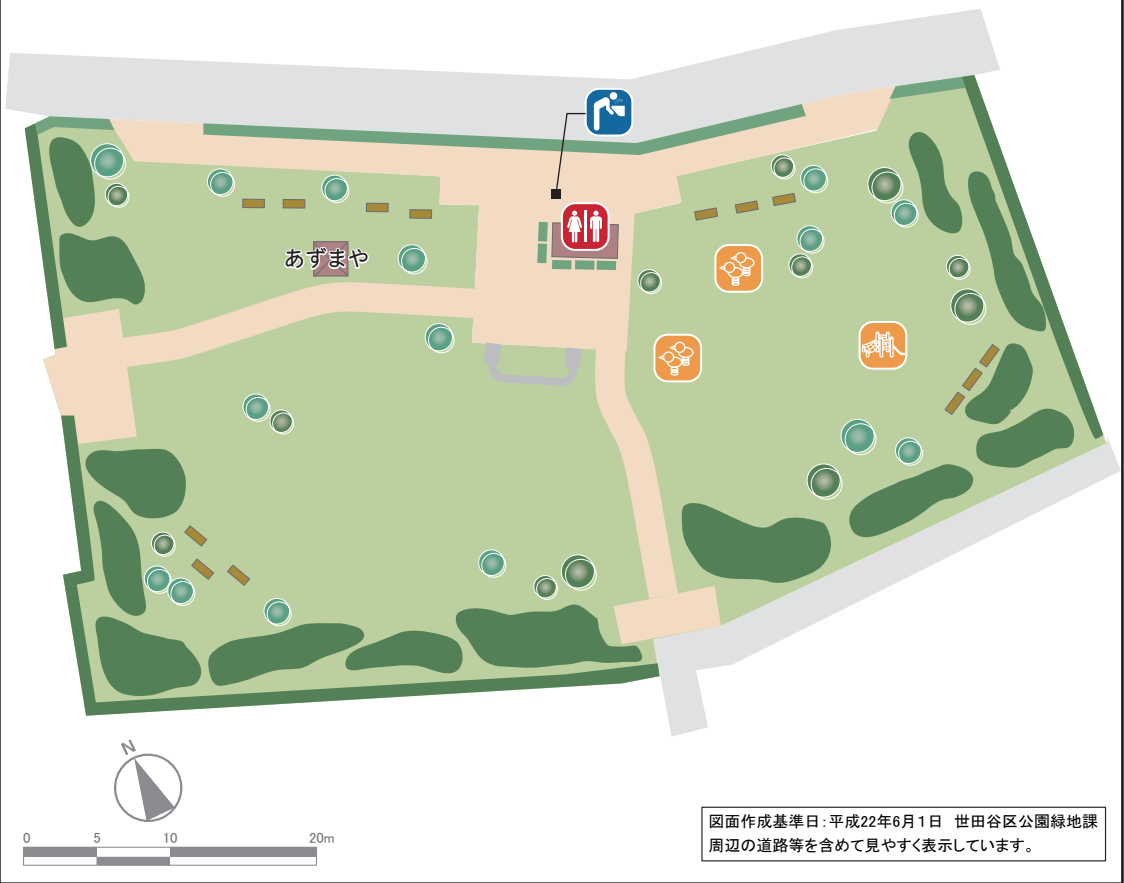 あずまや
N
0 5 10 20m
図面作成基準日:平成22年6月1日 世田谷区公園緑地課
周辺の道路等を含めて見やすく表示しています。